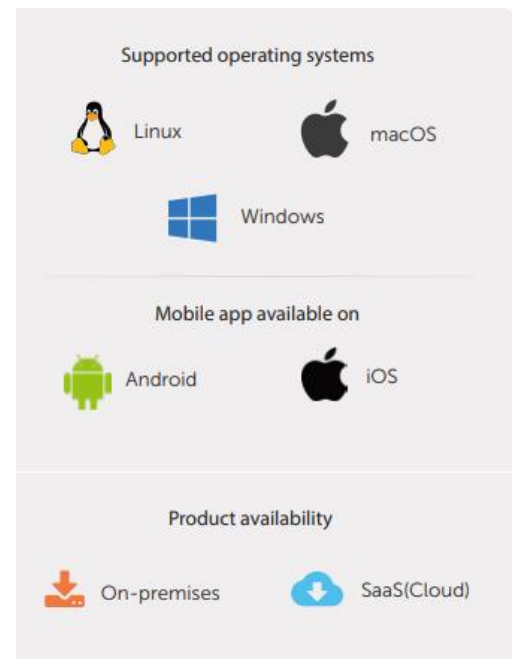 Supported operating systems
Linux
macOS
Windows
Mobile app available on
Android
iOS
Product availability
On-premises
SaaS(Cloud)